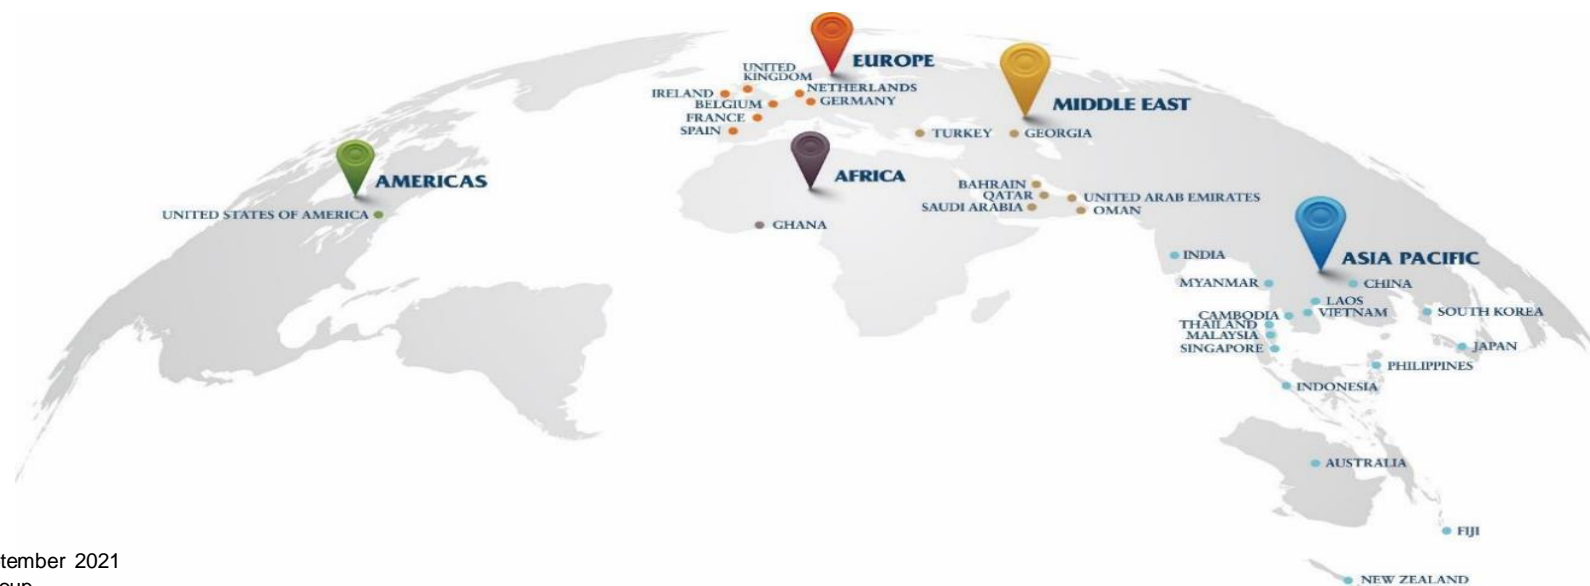 EUROPE
UNITED
KINGDOM
IRELAND
NETHERLANDS
BELGIUM
GERMANY
FRANCE
SPAIN
MIDDLE EAST
TURKEY
GEORGIA
AMERICAS
UNITED STATES OF AMERICA
AFRICA
GHANA
BAHRAIN
QATAR
UNITED ARAB EMIRATES
SAUDI ARABIA
OMAN
ASIA PACIFIC
INDIA
MYANMAR
CHINA
LAOS
CAMBODIA
VIETNAM
SOUTH KOREA
THAILAND
MALAYSIA
SINGAPORE
JAPAN
PHILIPPINES
INDONESIA
AUSTRALIA
FIJI
NEW ZEALAND
tember 2021